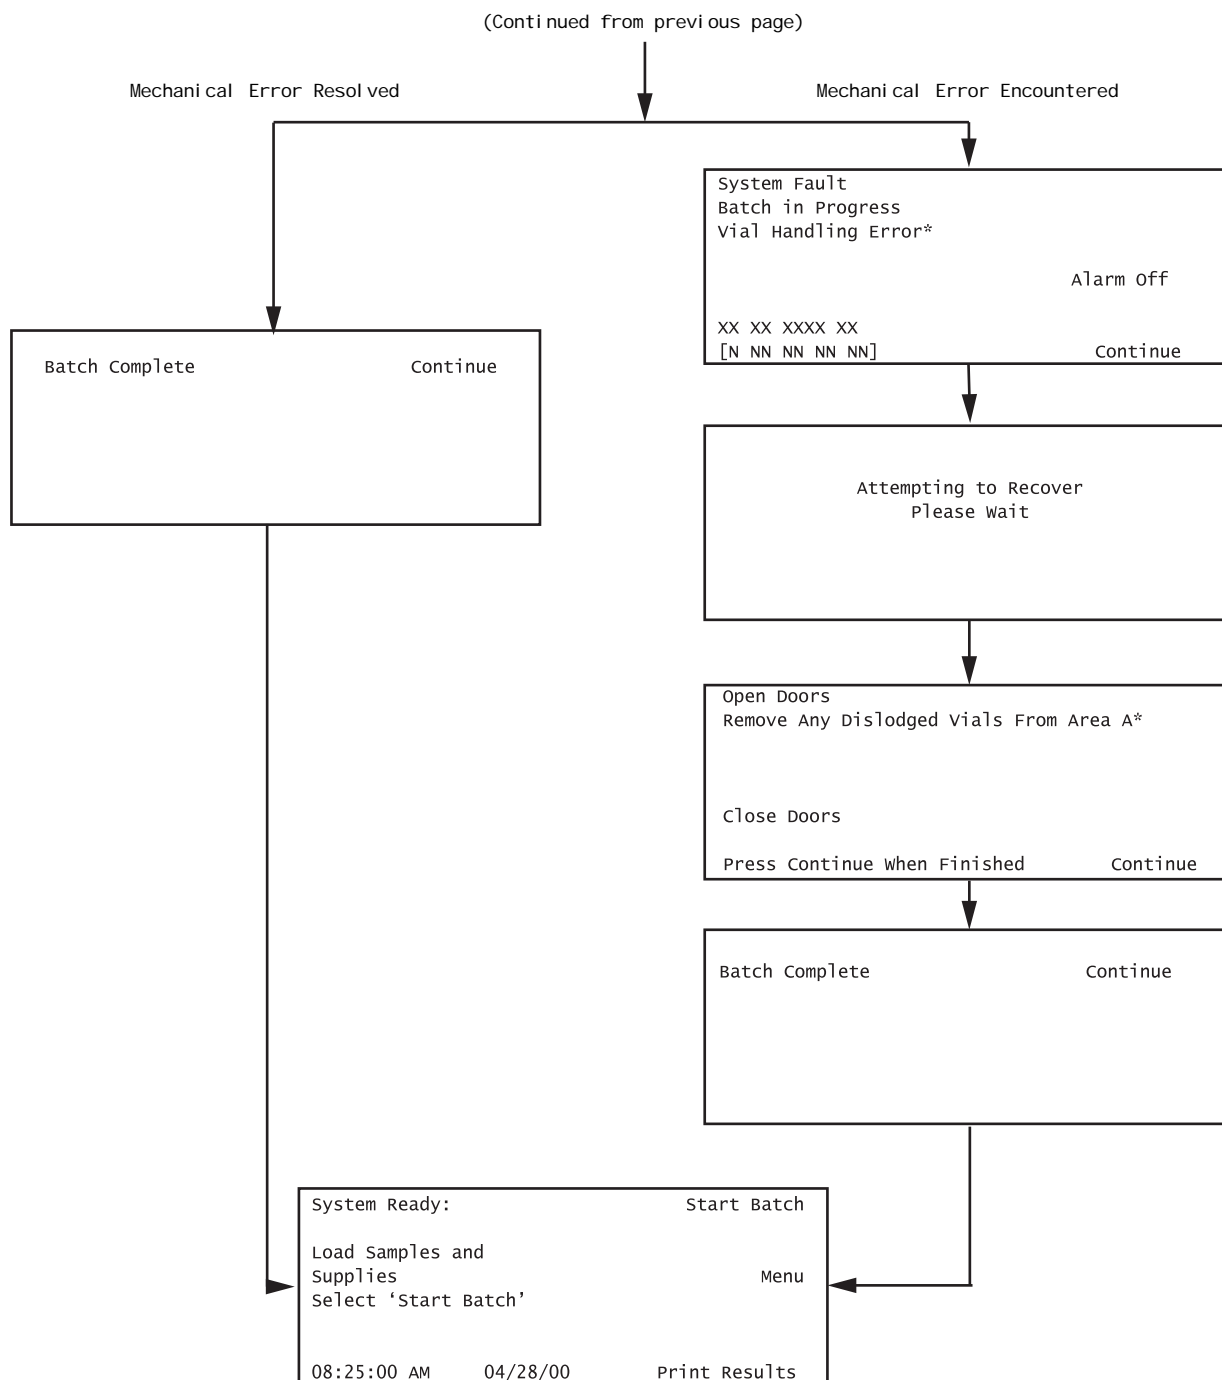 (Continued from previous page)
Mechanical Error Resolved
Mechanical Error Encountered
System Fault
Batch in Progress
Vial Handling Error*
Alarm Off
XX XX XXXX XX
[N NN NN NN NN]
Continue
Batch Complete
Continue
Attempting to Recover
Please Wait
Open Doors
Remove Any Dislodged Vials From Area A*
Close Doors
Press Continue When Finished
Continue
Batch Complete
Continue
System Ready:
Start Batch
Load Samples and
Supplies
Menu
Select ‘Start Batch’
08:25:00 AM
04/28/00
Print Results